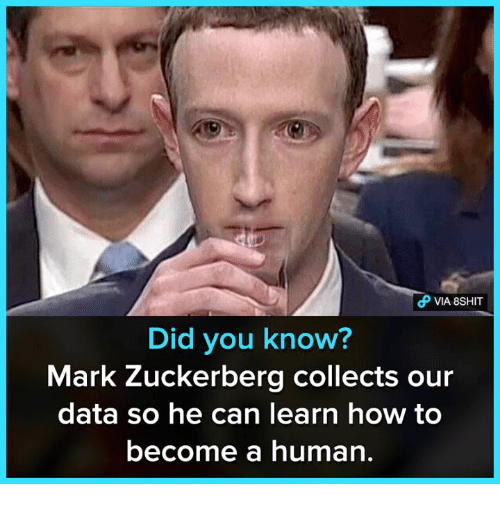 VIA 8SHIT
Did you know?
Mark Zuckerberg collects our
data so he can learn how to
become a human.